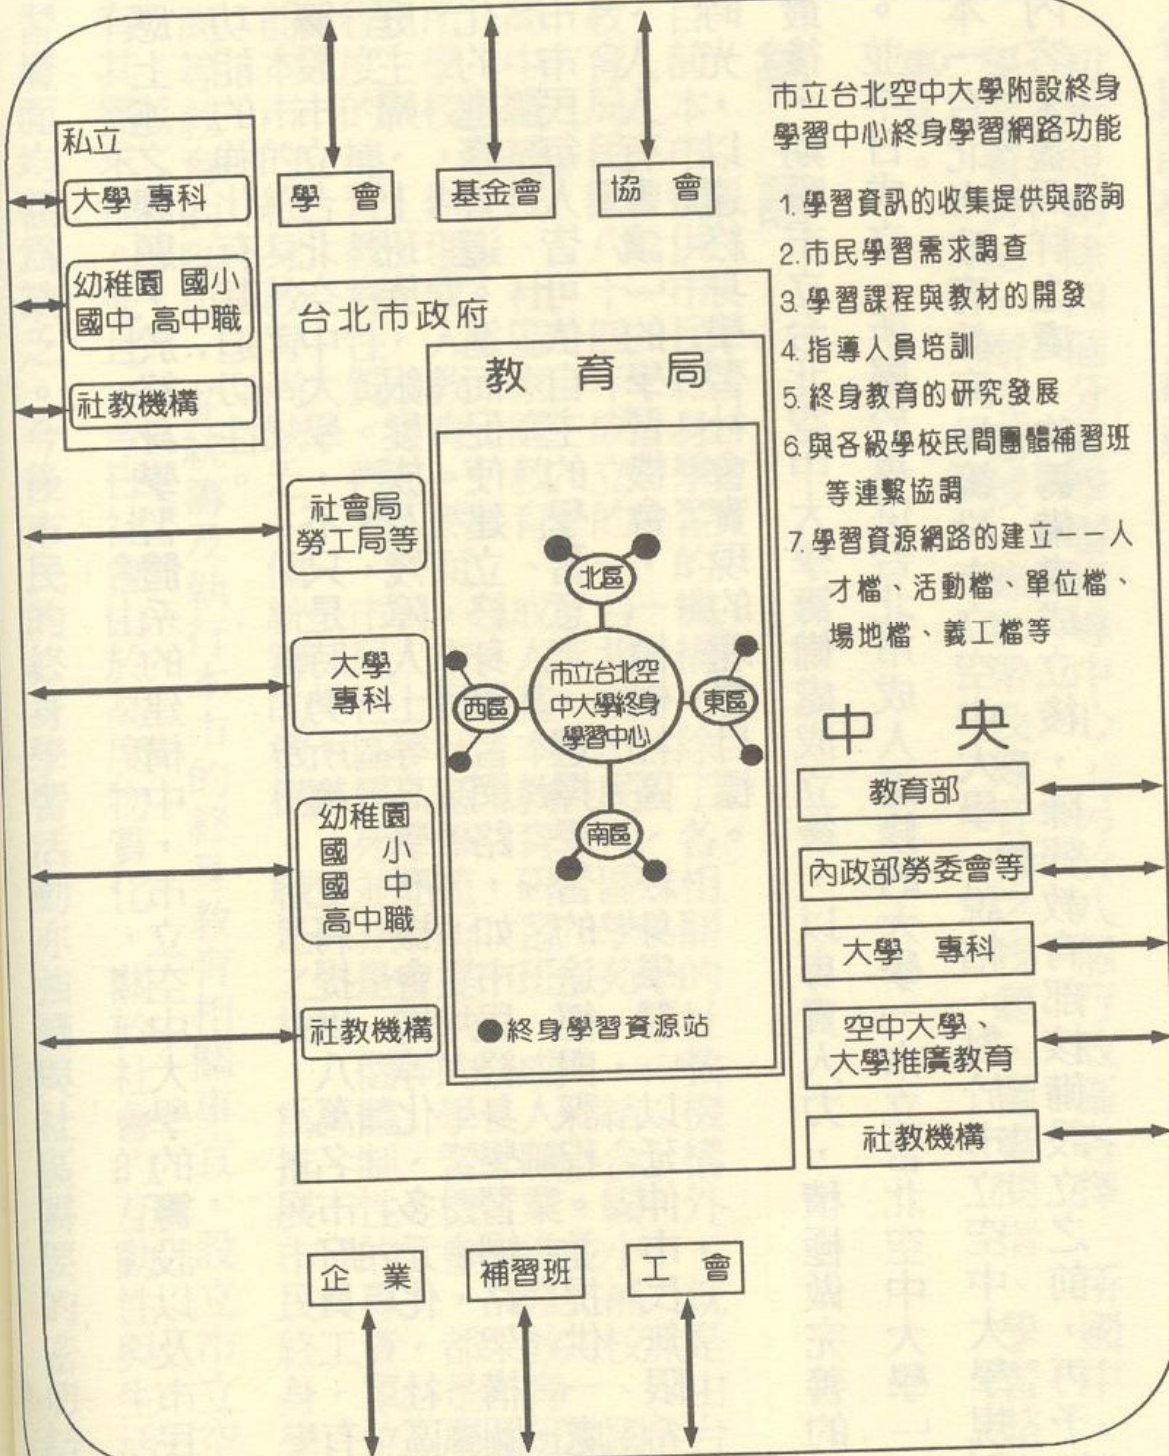 學　會
基金會
協　會
私立
大學 專科
幼稚園 國小
國中 高中職
社教機構
市立台北空中大學附設終身
學習中心終身學習網路功能
1. 學習資訊的收集提供與諮詢
2. 市民學習需求調查
3. 學習課程與教材的開發
4. 指導人員培訓
5. 終身教育的研究發展
6. 與各級學校民間團體補習班
等連繫協調
7. 學習資源網路的建立——人
才檔、活動檔、單位檔、
場地檔、義工檔等
台北市政府
教育局
社會局
勞工局等
大學
專科
幼稚園
國　小
國　中
高中職
社教機構
北區
西區
市立台北空
中大學終身
學習中心
東區
南區
●終身學習資源站
中　央
教育部
內政部勞委會等
大學　專科
空中大學、
大學推廣教育
社教機構
企　業
補習班
工　會